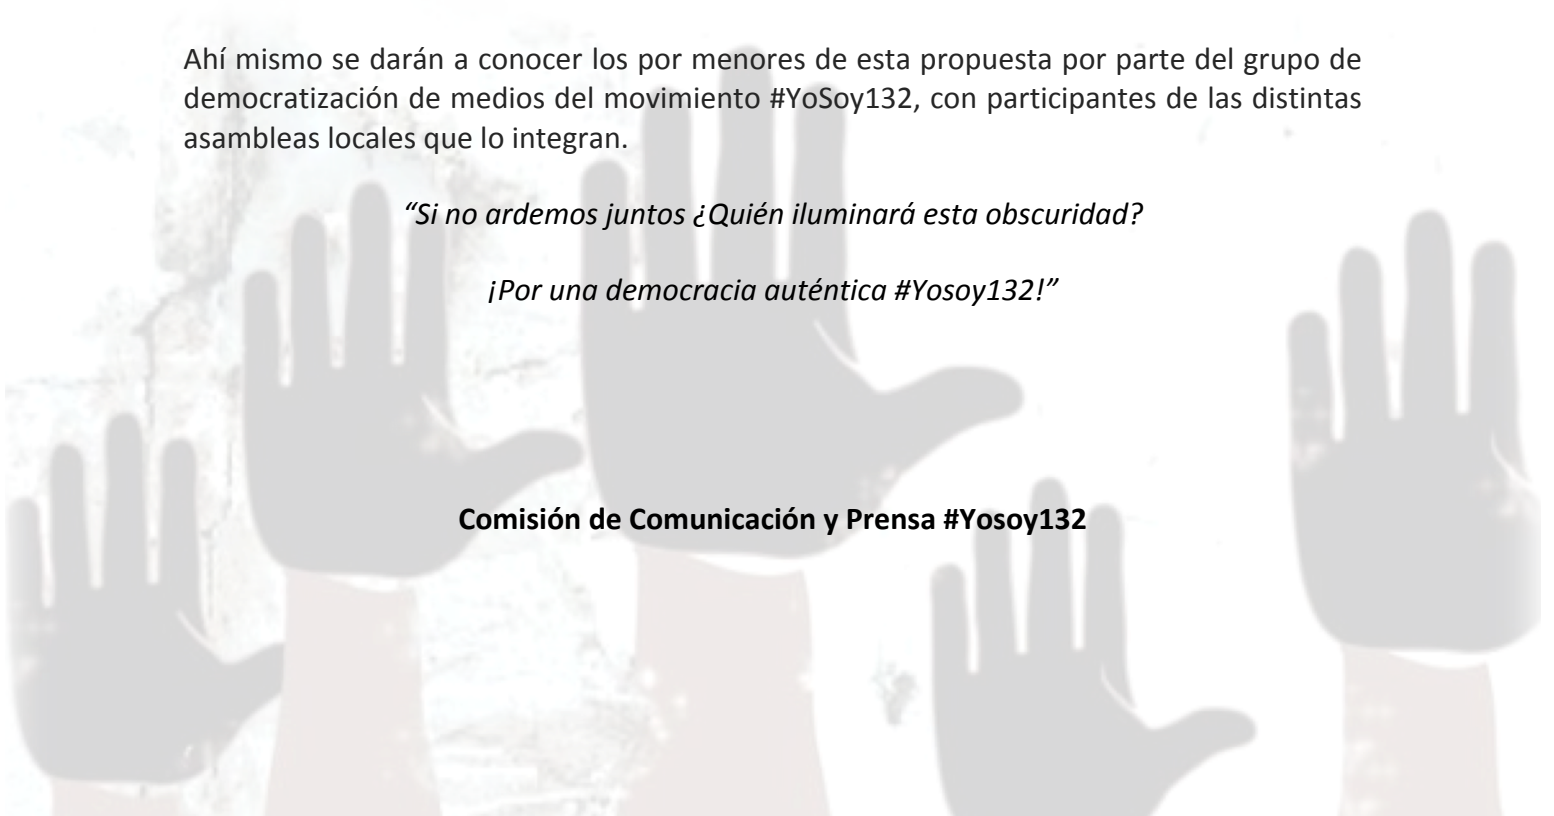 Ahí mismo se darán a conocer los por menores de esta propuesta por parte del grupo de
democratización de medios del movimiento #YoSoy132, con participantes de las distintas
asambleas locales que lo integran.
“Si no ardemos juntos ¿Quién iluminará esta obscuridad?
¡Por una democracia auténtica #Yosoy132!”
Comisión de Comunicación y Prensa #Yosoy132